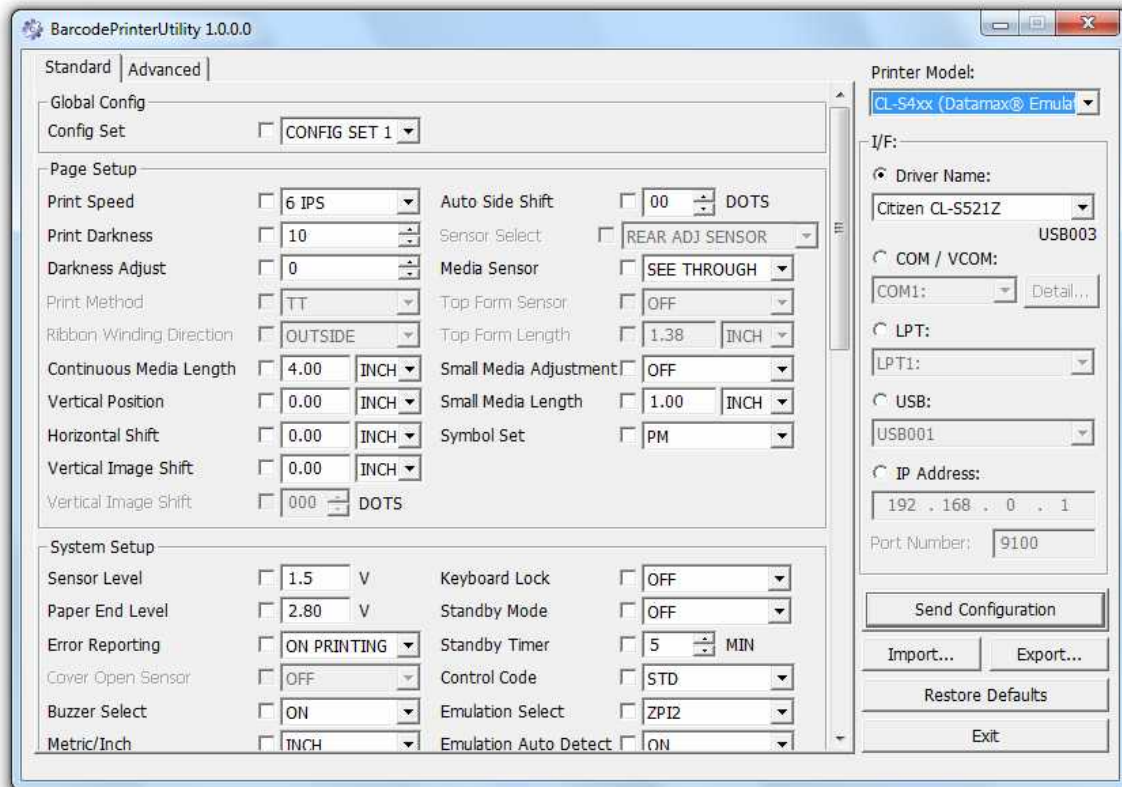 BarcodePrinterUtility 1.0.0.0
Standard Advanced
Global Config
Config Set CONFIG SET 1
Page Setup
Print Speed 6 IPS Auto Side Shift 00 DOTS
Print Darkness 10 Sensor Select REAR ADJ SENSOR
Darkness Adjust 0 Media Sensor SEE THROUGH
Print Method TT Top Form Sensor OFF
Ribbon Winding Direction OUTSIDE Top Form Length 1.38 INCH
Continuous Media Length 4.00 INCH Small Media Adjustment OFF
Vertical Position 0.00 INCH Small Media Length 1.00 INCH
Horizontal Shift 0.00 INCH Symbol Set PM
Vertical Image Shift 0.00 INCH
Vertical Image Shift 000 DOTS
System Setup
Sensor Level 1.5 V Keyboard Lock OFF
Paper End Level 2.80 V Standby Mode OFF
Error Reporting ON PRINTING Standby Timer 5 MIN
Cover Open Sensor OFF Control Code STD
Buzzer Select ON Emulation Select ZPI2
Metric/Inch INCH Emulation Auto Detect ON
Printer Model:
CL-S4xx (Datamax® Emulat
I/F:
Driver Name:
Citizen CL-S521Z
USB003
COM / VCOM:
COM1: Detail...
LPT:
LPT1:
USB:
USB001
IP Address:
192 . 168 . 0 . 1
Port Number: 9100
Send Configuration
Import... Export...
Restore Defaults
Exit